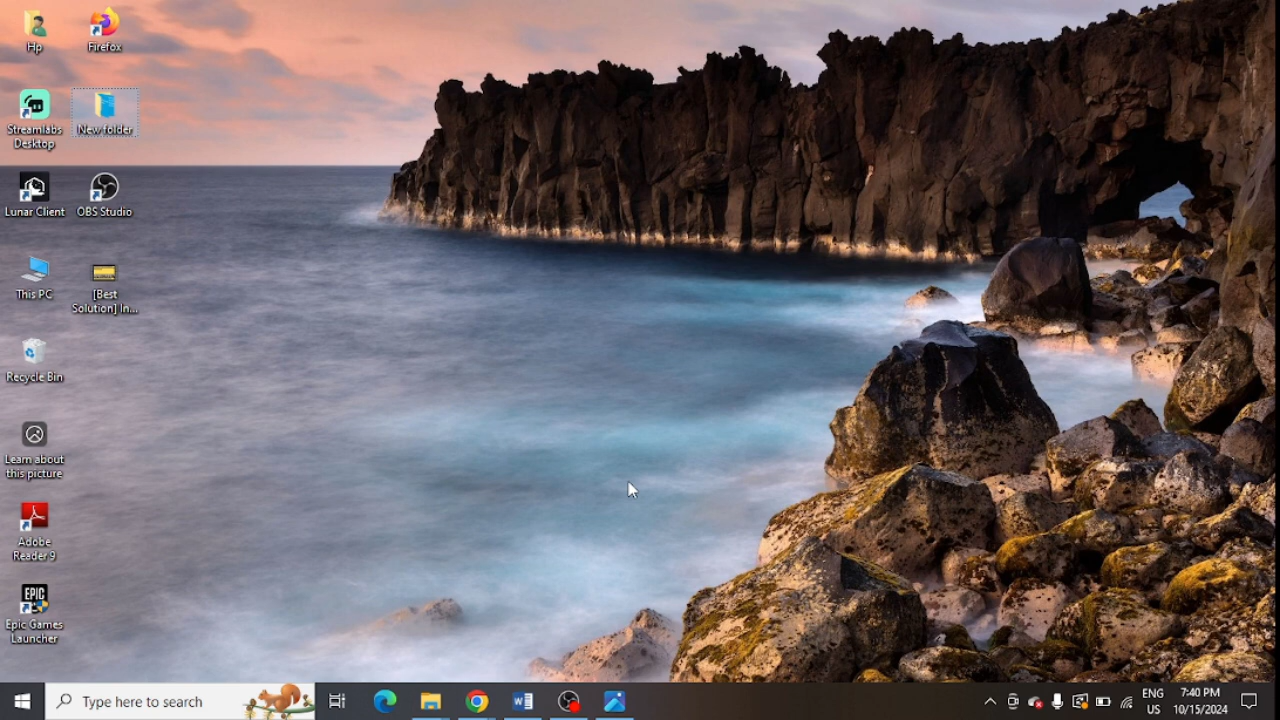 Hp
Firefox
Streamlabs
Desktop
New folder
Lunar Client
OBS Studio
This PC
[Best
Solution] In...
Recycle Bin
Learn about
this picture
Adobe
Reader 9
EPIC
Epic Games
Launcher
Type here to search
ENG
US
7:40 PM
10/15/2024